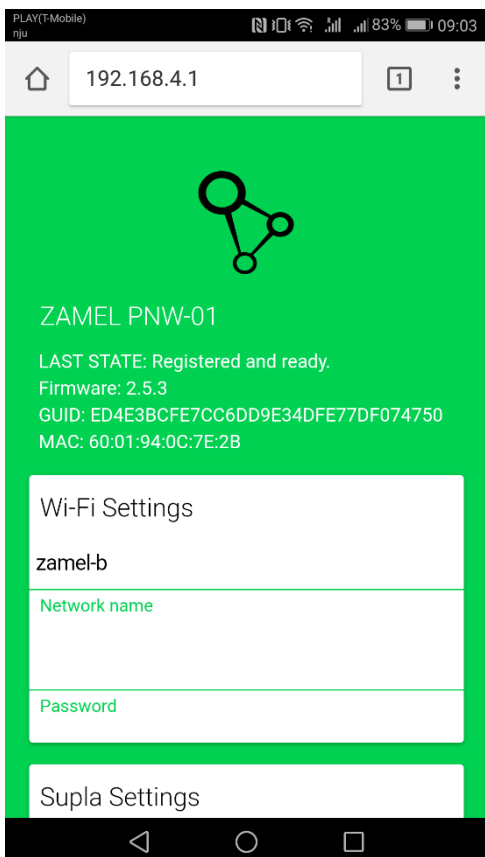 PLAY(T-Mobile)
nju
83% 09:03
192.168.4.1
1
ZAMEL PNW-01
LAST STATE: Registered and ready.
Firmware: 2.5.3
GUID: ED4E3BCFE7CC6DD9E34DFE77DF074750
MAC: 60:01:94:0C:7E:2B
Wi-Fi Settings
zamel-b
Network name
Password
Supla Settings